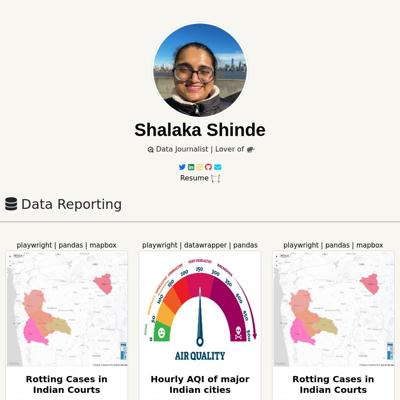 Shalaka Shinde
Data Journalist | Lover of
Resume
Data Reporting
playwright | pandas | mapbox
playwright | datawrapper | pandas
playwright | pandas | mapbox
AIR QUALITY
Rotting Cases in
Indian Courts
Hourly AQI of major
Indian cities
Rotting Cases in
Indian Courts